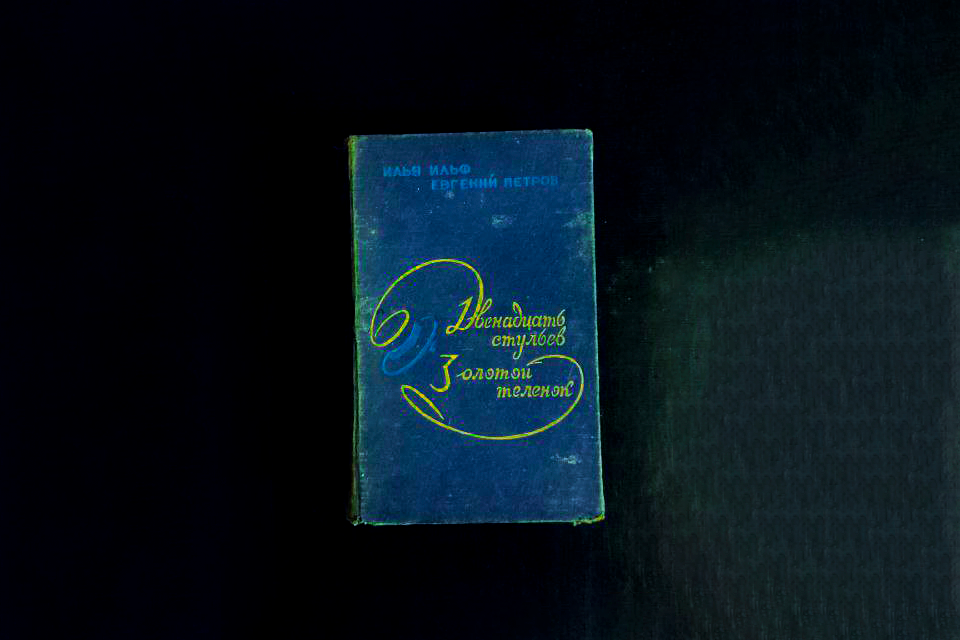 ИЛЬЯ ИЛЬФ
ЕВГЕНИЙ ПЕТРОВ
Двенадцать
стульев
Золотой
теленок